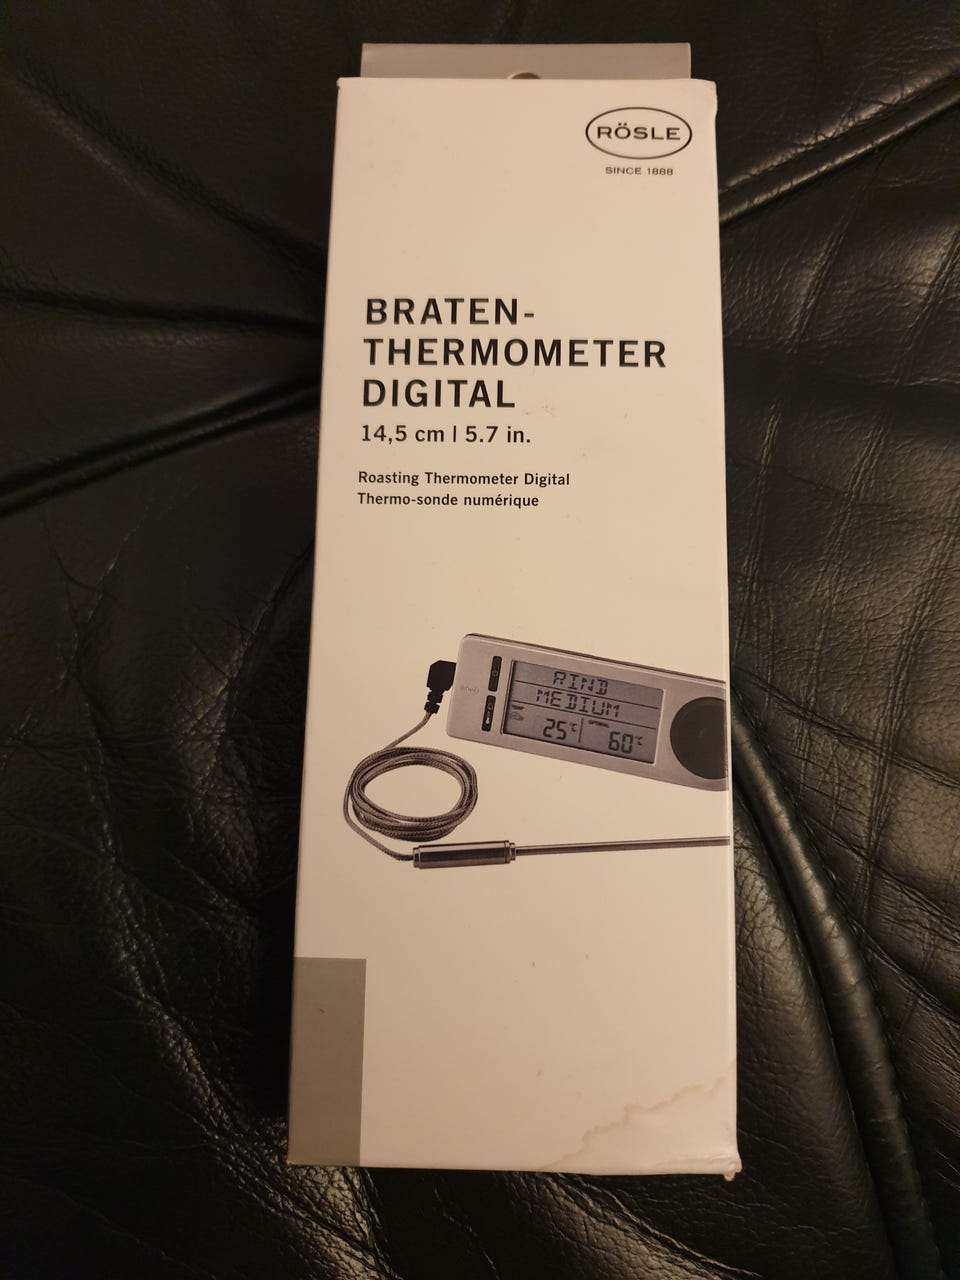 RÖSLE
SINCE 1888
BRATEN-
THERMOMETER
DIGITAL
14,5 cm | 5.7 in.
Roasting Thermometer Digital
Thermo-sonde numérique
RIND
MEDIUM
25°C 60°C